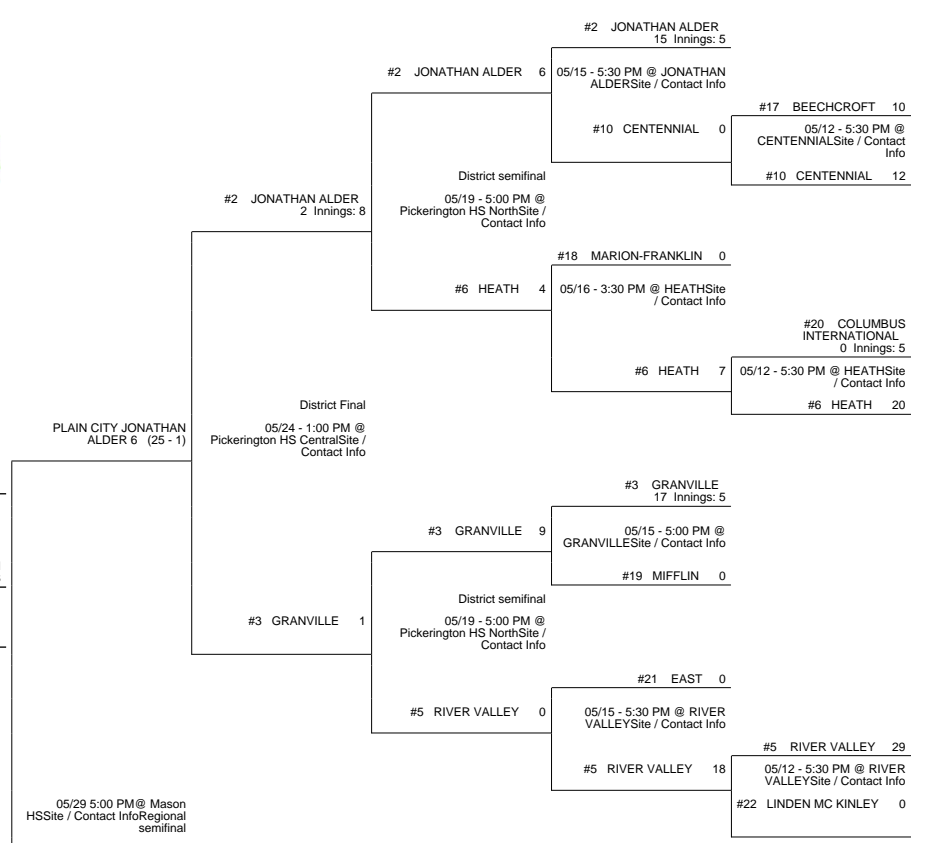 #2 JONATHAN ALDER
15 Innings: 5
#2 JONATHAN ALDER 6
05/15 - 5:30 PM @ JONATHAN
ALDERSite / Contact Info
#17 BEECHCROFT 10
#10 CENTENNIAL 0
05/12 - 5:30 PM @
CENTENNIALSite / Contact
Info
#10 CENTENNIAL 12
District semifinal
05/19 - 5:00 PM @
Pickerington HS NorthSite /
Contact Info
#2 JONATHAN ALDER
2 Innings: 8
#18 MARION-FRANKLIN 0
#6 HEATH 4
05/16 - 3:30 PM @ HEATHSite
/ Contact Info
#20 COLUMBUS
INTERNATIONAL
0 Innings: 5
#6 HEATH 7
05/12 - 5:30 PM @ HEATHSite
/ Contact Info
#6 HEATH 20
District Final
05/24 - 1:00 PM @
Pickerington HS CentralSite /
Contact Info
PLAIN CITY JONATHAN
ALDER 6 (25 - 1)
#3 GRANVILLE
17 Innings: 5
#3 GRANVILLE 9
05/15 - 5:00 PM @
GRANVILLESite / Contact Info
#19 MIFFLIN 0
District semifinal
05/19 - 5:00 PM @
Pickerington HS NorthSite /
Contact Info
#3 GRANVILLE 1
#21 EAST 0
#5 RIVER VALLEY 0
05/15 - 5:30 PM @ RIVER
VALLEYSite / Contact Info
#5 RIVER VALLEY 29
#5 RIVER VALLEY 18
05/12 - 5:30 PM @ RIVER
VALLEYSite / Contact Info
#22 LINDEN MC KINLEY 0
05/29 5:00 PM@ Mason
HSSite / Contact InfoRegional
semifinal